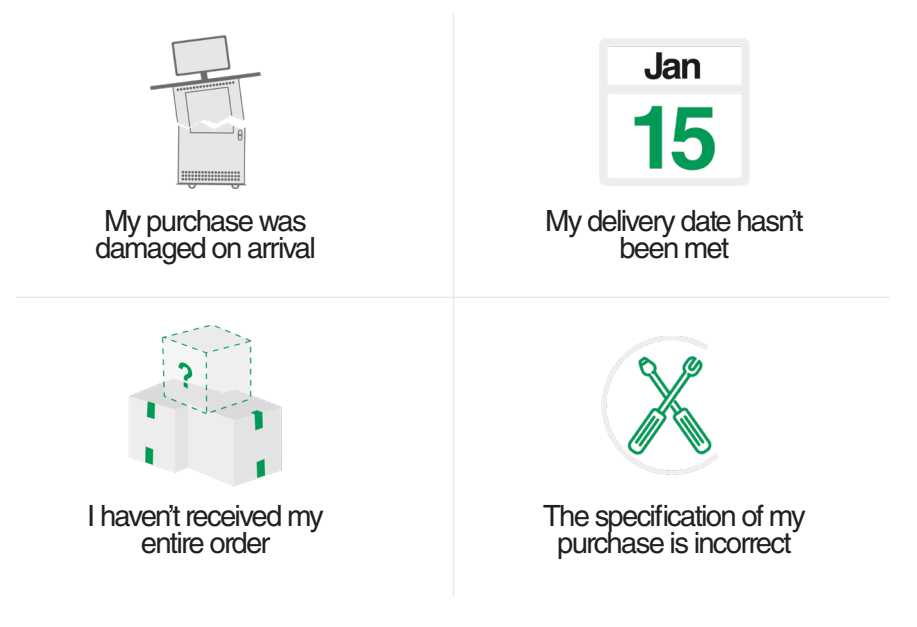 My purchase was
damaged on arrival
Jan
15
My delivery date hasn't
been met
?
I haven't received my
entire order
The specification of my
purchase is incorrect